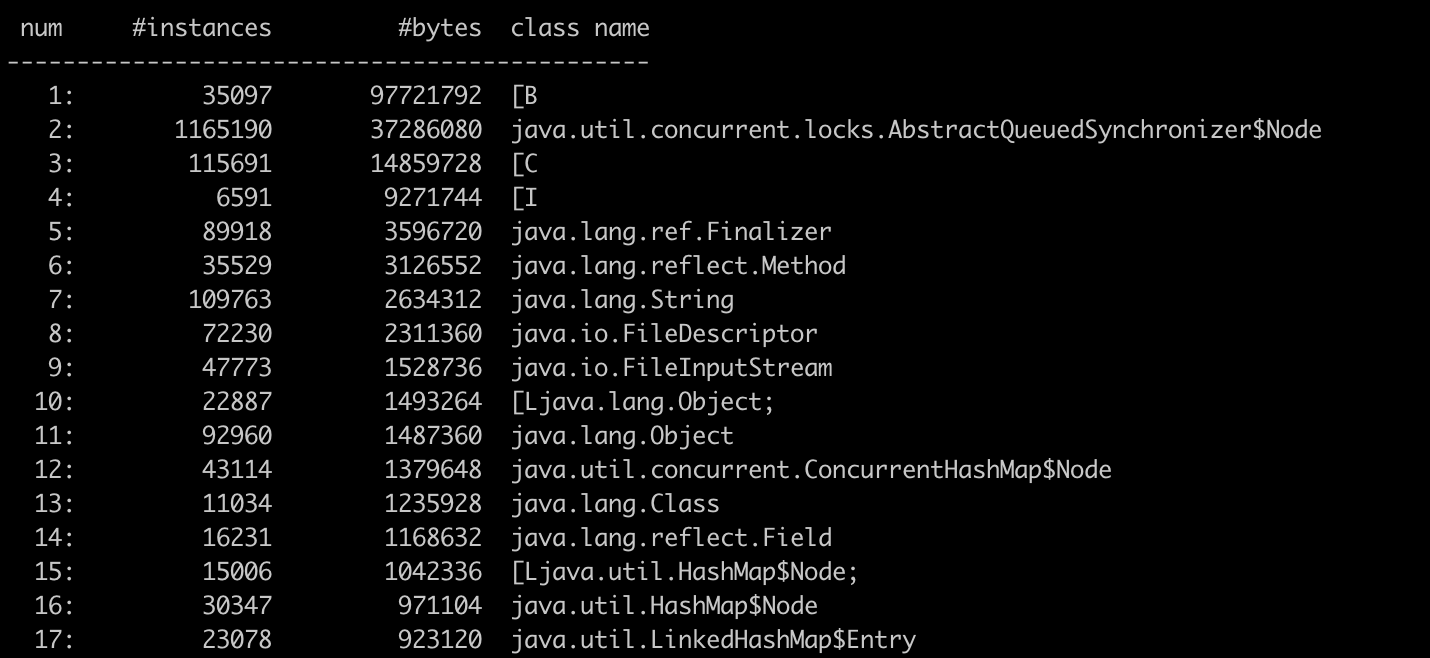 num #instances #bytes class name
----------------------------------------------
1: 35097 97721792 [B
2: 1165190 37286080 java.util.concurrent.locks.AbstractQueuedSynchronizer$Node
3: 115691 14859728 [C
4: 6591 9271744 [I
5: 89918 3596720 java.lang.ref.Finalizer
6: 35529 3126552 java.lang.reflect.Method
7: 109763 2634312 java.lang.String
8: 72230 2311360 java.io.FileDescriptor
9: 47773 1528736 java.io.FileInputStream
10: 22887 1493264 [Ljava.lang.Object;
11: 92960 1487360 java.lang.Object
12: 43114 1379648 java.util.concurrent.ConcurrentHashMap$Node
13: 11034 1235928 java.lang.Class
14: 16231 1168632 java.lang.reflect.Field
15: 15006 1042336 [Ljava.util.HashMap$Node;
16: 30347 971104 java.util.HashMap$Node
17: 23078 923120 java.util.LinkedHashMap$Entry